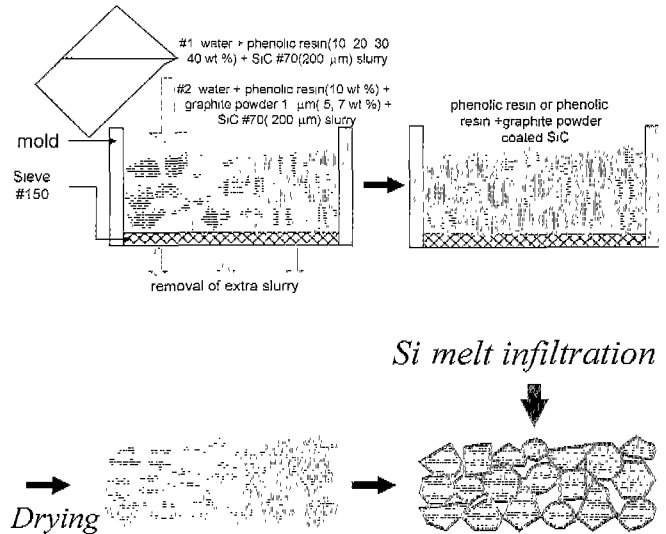 #1 water + phenolic resin(10 20 30
40 wt %) + SiC #70(200 μm) slurry
#2 water + phenolic resin(10 wt %) +
graphite powder 1 μm( 5, 7 wt %) +
SiC #70( 200 μm) slurry
mold
Sieve
#150
removal of extra slurry
phenolic resin or phenolic
resin +graphite powder
coated SiC
Si melt infiltration
Drying